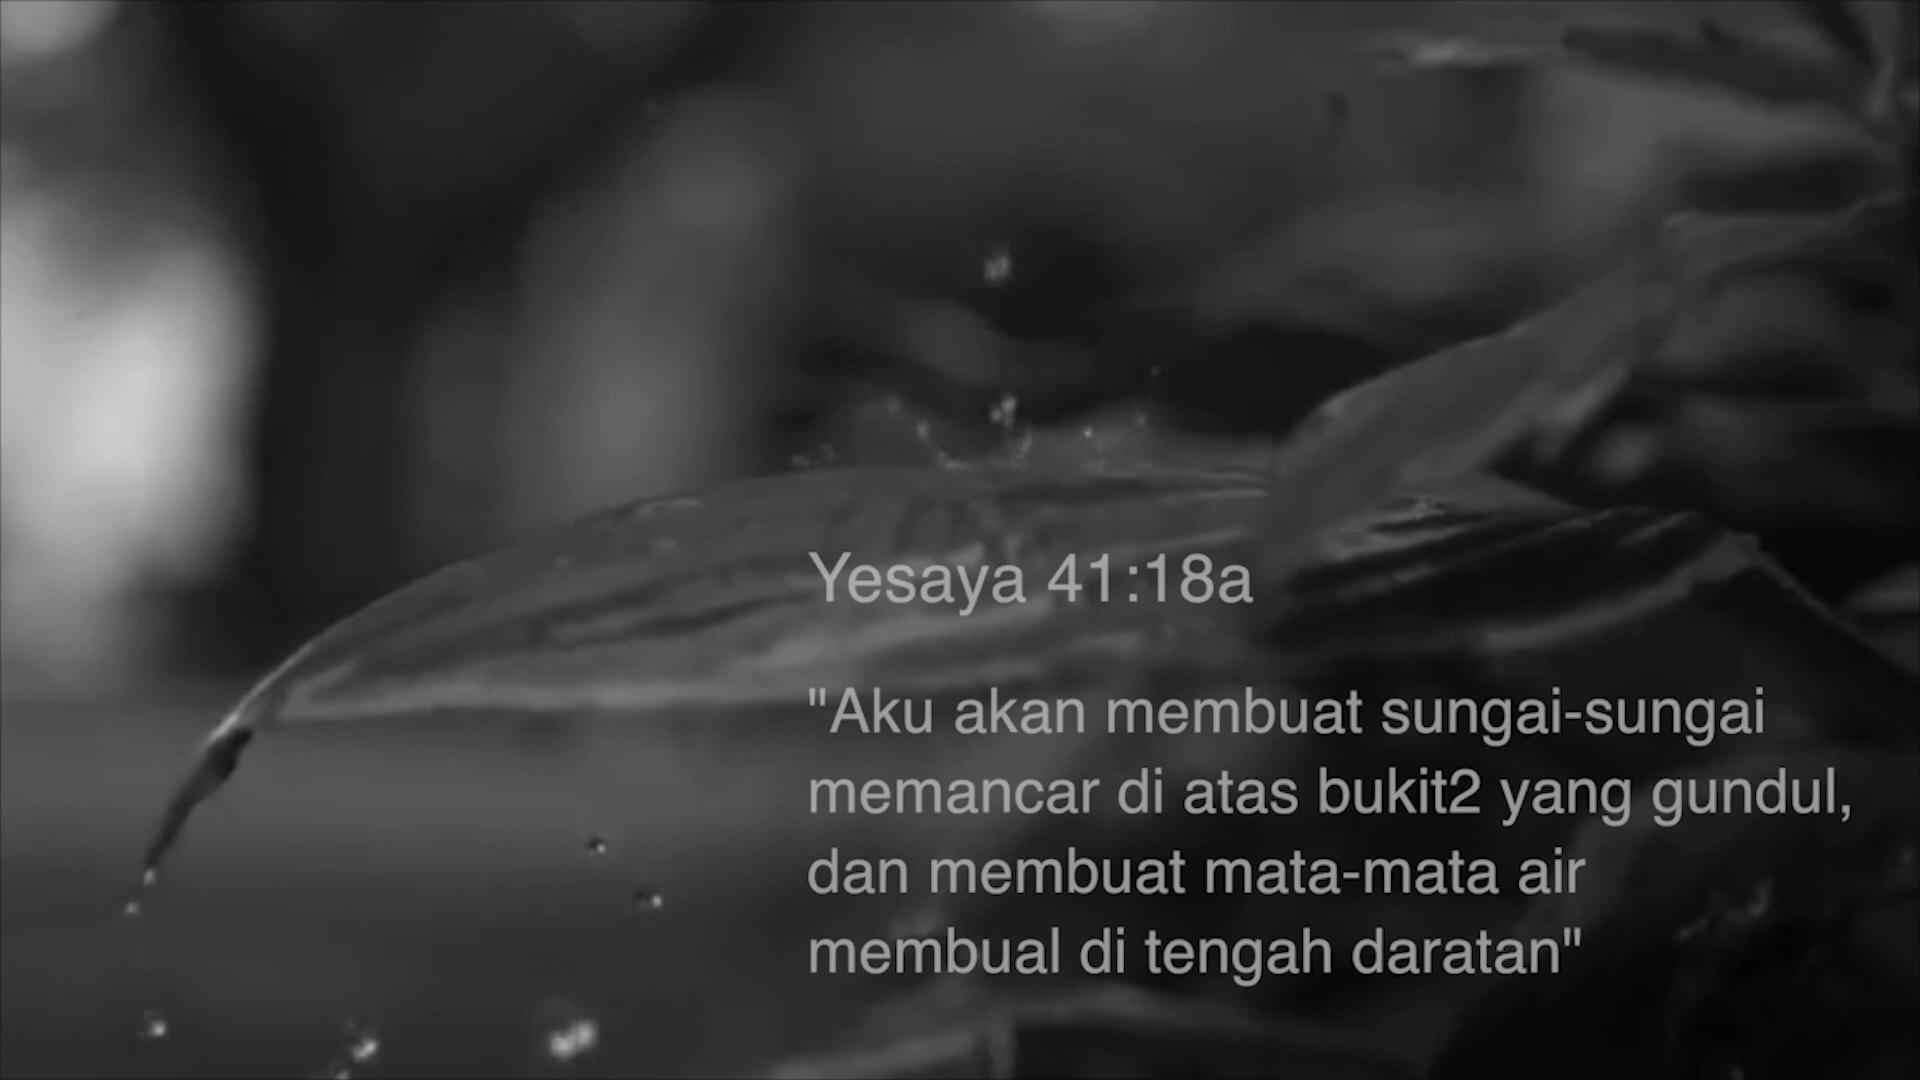 Yesaya 41:18a
"Aku akan membuat sungai-sungai
memancar di atas bukit2 yang gundul,
dan membuat mata-mata air
membual di tengah daratan"